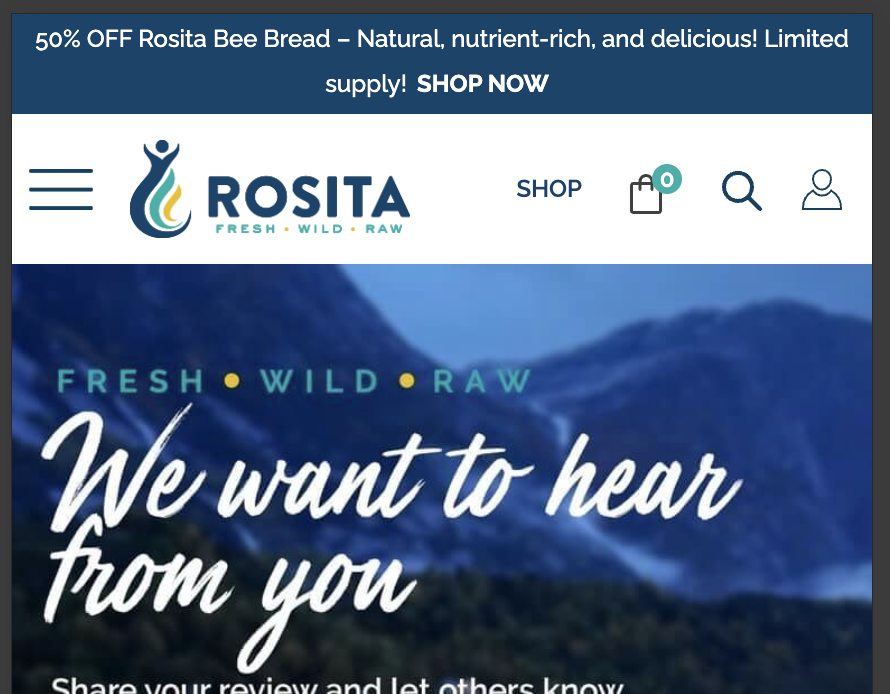 50% OFF Rosita Bee Bread – Natural, nutrient-rich, and delicious! Limited
supply! SHOP NOW
ROSITA
FRESH • WILD • RAW
SHOP
0
FRESH • WILD • RAW
We want to hear
from you
Share your review and let others know